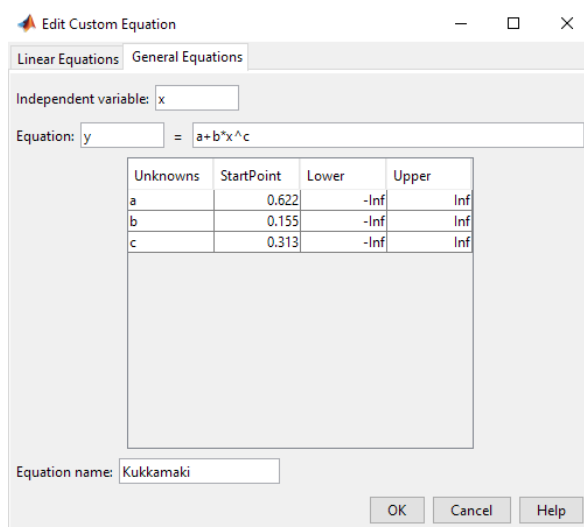 Edit Custom Equation
Linear Equations General Equations
Independent variable: x
Equation: y = a+b*x^c
Unknowns StartPoint Lower Upper
a 0.622 -Inf Inf
b 0.155 -Inf Inf
c 0.313 -Inf Inf
Equation name: Kukkamaki
OK Cancel Help